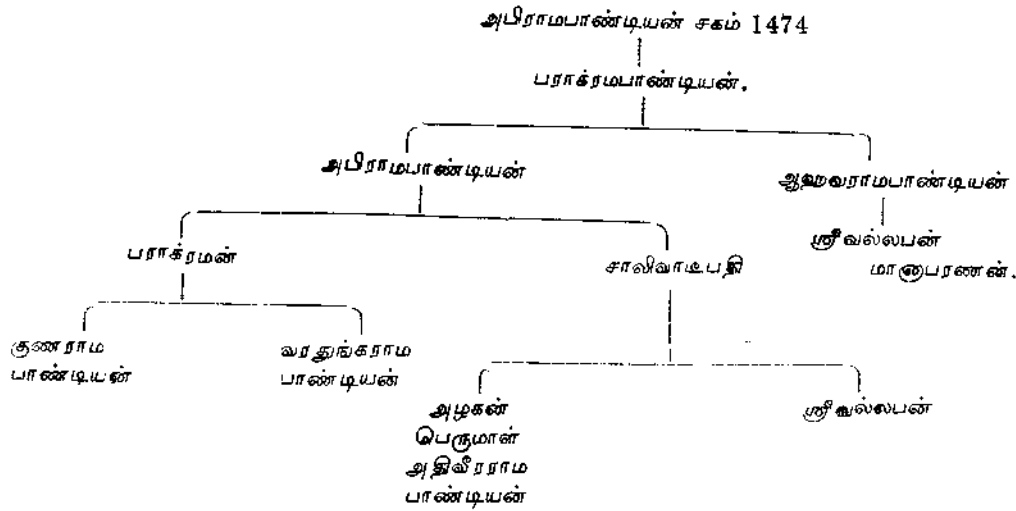 அபிராமபாண்டியன் சகம் 1474
பராக்ரமபாண்டியன்.
அபிராமபாண்டியன்
ஆஹவராமபாண்டியன்
பராக்ரமன்
சாலிவாடீபதி
ஸ்ரீவல்லபன்
மானாபரணன்.
குணராம
பாண்டியன்
வரதுங்கராம
பாண்டியன்
அழகன்
பெருமாள்
அதிவீரராம
பாண்டியன்
ஸ்ரீவல்லபன்